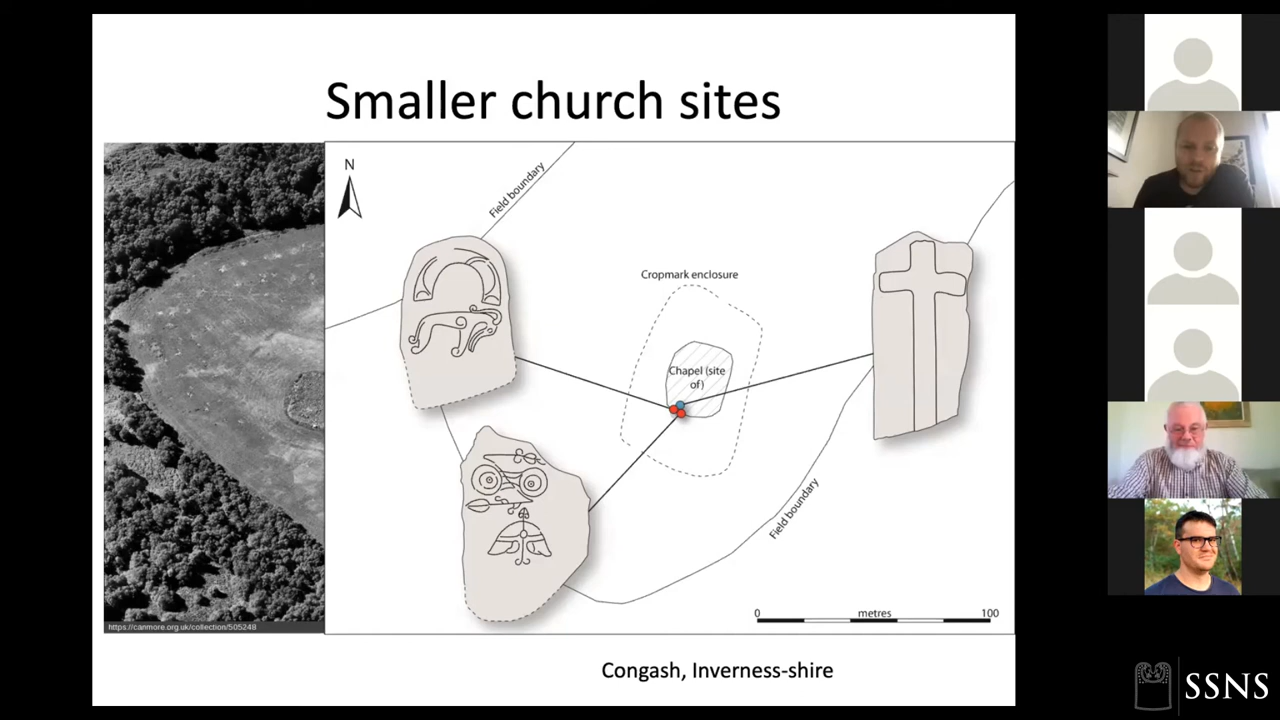 Smaller church sites
N
Field boundary
Cropmark enclosure
Chapel (site
of)
Field boundary
0 metres 100
https://canmore.org.uk/collection/505248
Congash, Inverness-shire
SSNS